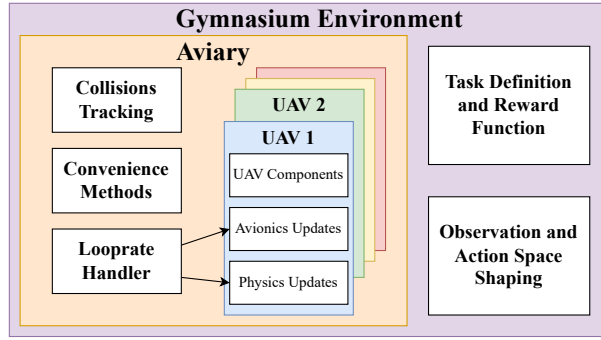 Gymnasium Environment
Aviary
Collisions
Tracking
Convenience
Methods
Looprate
Handler
UAV 2
UAV 1
UAV Components
Avionics Updates
Physics Updates
Task Definition
and Reward
Function
Observation and
Action Space
Shaping